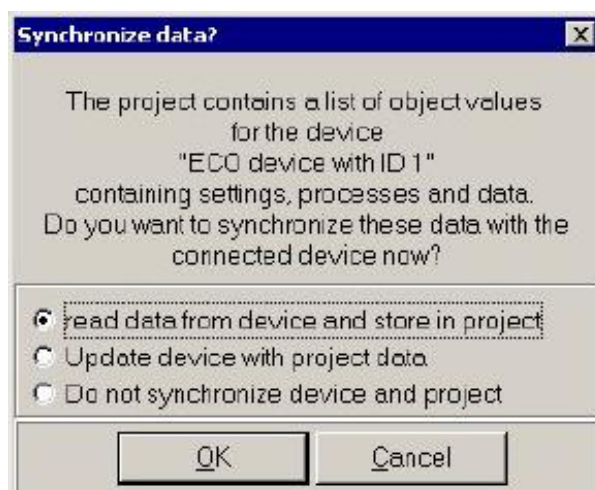 Synchronize data?
The project contains a list of object values
for the device
"ECO device with ID 1"
containing settings, processes and data.
Do you want to synchronize these data with the
connected device now?
read data from device and store in project
Update device with project data
Do not synchronize device and project
OK
Cancel